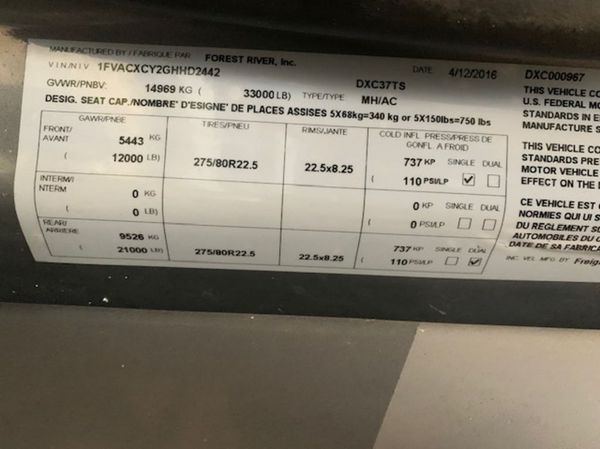 MANUFACTURED BY / FABRIQUE PAR FOREST RIVER, Inc.
VIN/NIV 1FVACXCY2GHHD2442 DATE 4/12/2016 DXC000967
GVWR/PNBV: 14969 KG ( 33000 LB) TYPE/TYPE DXC37TS MH/AC
DESIG. SEAT CAP./NOMBRE' D'ESIGNE' DE PLACES ASSISES 5X68kg=340 kg or 5X150lbs=750 lbs
GAWR/PNBE TIRES/PNEU RIMS/JANTE COLD INFL. PRESS/PRESS DE GONFL. A FROID
FRONT/ AVANT 5443 KG 737 KP SINGLE DUAL
( 12000 LB) 275/80R22.5 22.5x8.25 ( 110 PSI/LP
INTERM/I
NTERM 0 KG 0 KP SINGLE DUAL
( 0 LB) ( 0 PSI/LP
REAR/
ARRIERE 9526 KG 737 KP SINGLE DUAL
( 21000 LB) 275/80R22.5 22.5x8.25 ( 110 PSI/LP
THIS VEHICLE CO
U.S. FEDERAL MO
STANDARDS IN E
MANUFACTURE S
THIS VEHICLE CO
STANDARDS PRE
MOTOR VEHICLE
EFFECT ON THE
CE VEHICLE EST
NORMIES QUI UI S
DU REGLEMENT SU
AUTOMOBILES DU C
DATE DE SA FABRICA
INC. VEL. MFG BY Freig